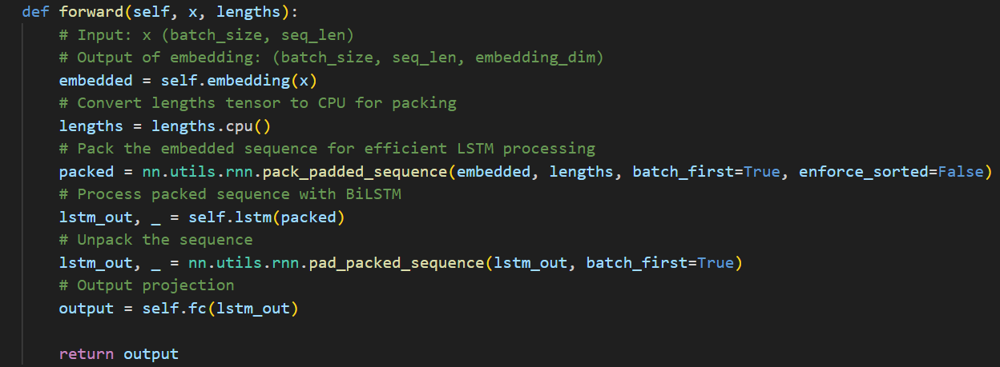 def forward(self, x, lengths):
    # Input: x (batch_size, seq_len)
    # Output of embedding: (batch_size, seq_len, embedding_dim)
    embedded = self.embedding(x)
    # Convert lengths tensor to CPU for packing
    lengths = lengths.cpu()
    # Pack the embedded sequence for efficient LSTM processing
    packed = nn.utils.rnn.pack_padded_sequence(embedded, lengths, batch_first=True, enforce_sorted=False)
    # Process packed sequence with BiLSTM
    lstm_out, _ = self.lstm(packed)
    # Unpack the sequence
    lstm_out, _ = nn.utils.rnn.pad_packed_sequence(lstm_out, batch_first=True)
    # Output projection
    output = self.fc(lstm_out)

    return output